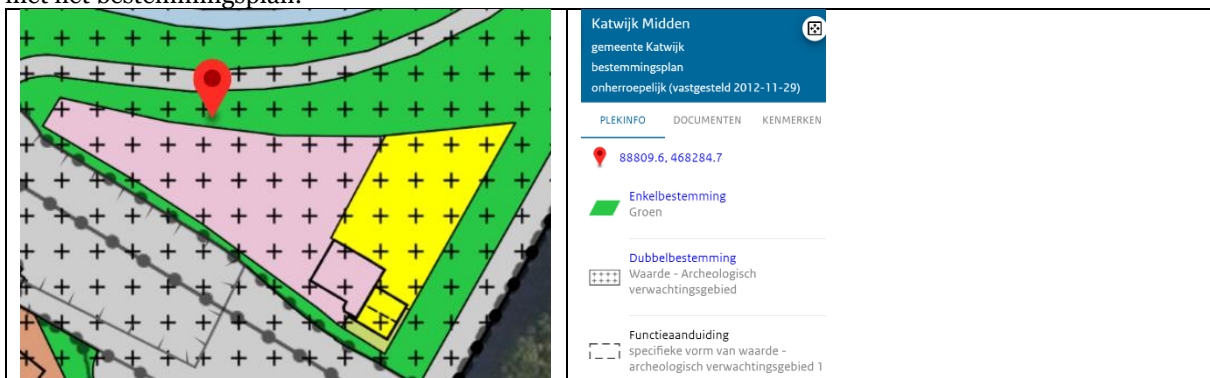 met het bestemmingsplan.
Katwijk Midden
gemeente Katwijk
bestemmingsplan
onherroepelijk (vastgesteld 2012-11-29)
PLEKINFO DOCUMENTEN KENMERKEN
88809.6, 468284.7
Enkelbestemming
Groen
Dubbelbestemming
Waarde - Archeologisch
verwachtingsgebied
Functieaanduiding
specifieke vorm van waarde -
archeologisch verwachtingsgebied 1